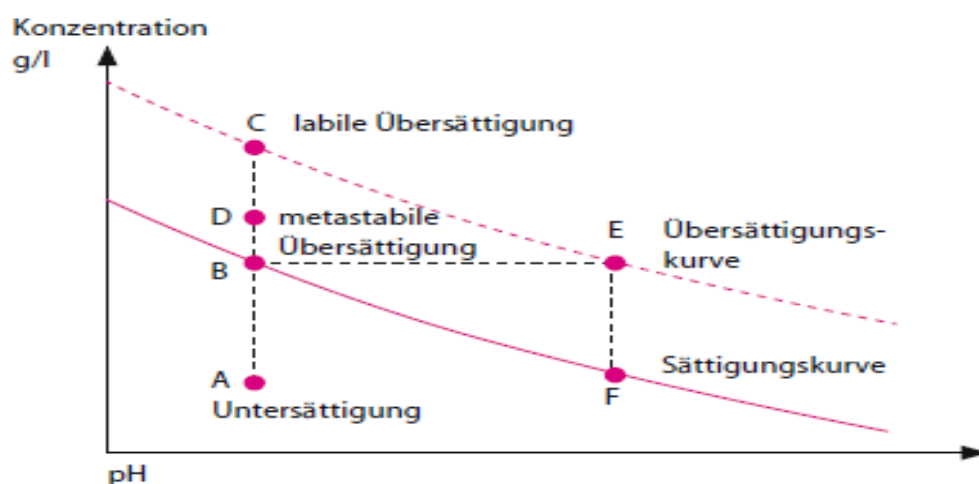 Konzentration
g/l
C labile Übersättigung
D metastabile
Übersättigung
B
E Übersättigungs-
kurve
A
Untersättigung
Sättigungskurve
F
pH